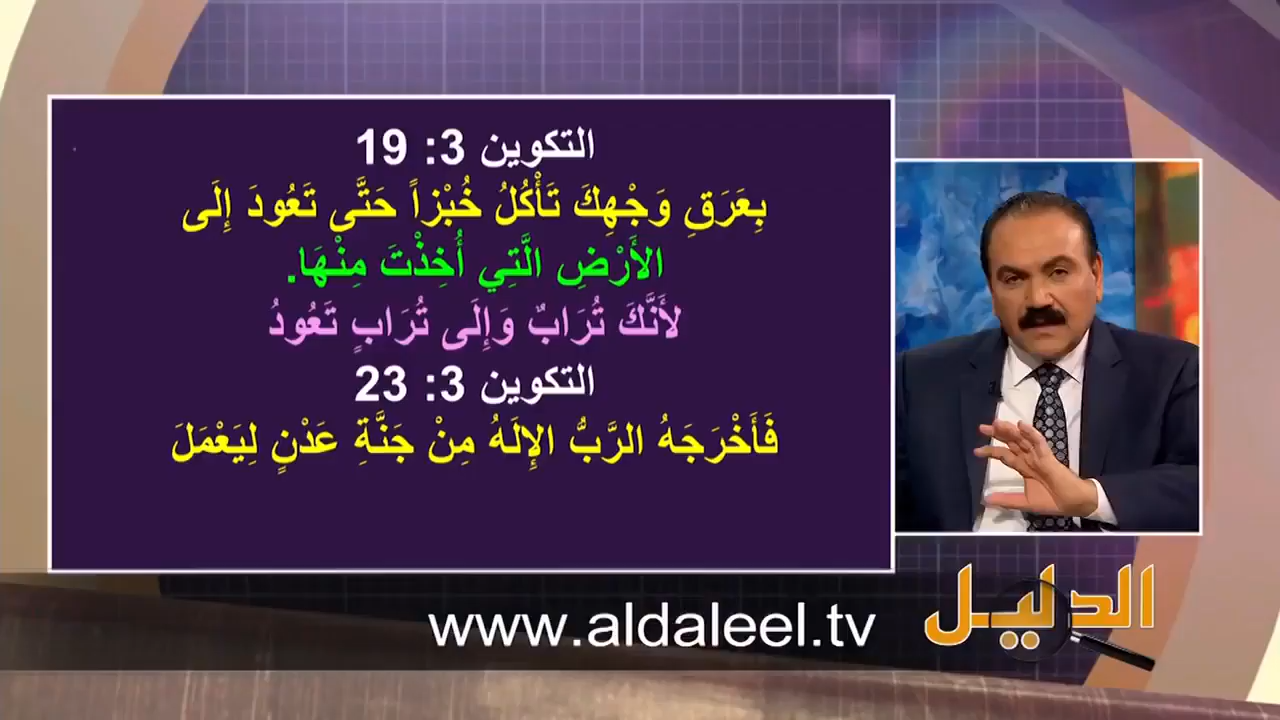 التكوين 3: 19
بِعَرَقِ وَجْهِكَ تَأْكُلُ خُبْزاً حَتَّى تَعُودَ إِلَى
الأَرْضِ الَّتِي أُخِذْتَ مِنْهَا.
لأَنَّكَ تُرَابٌ وَإِلَى تُرَابٍ تَعُودُ
التكوين 3: 23
فَأَخْرَجَهُ الرَّبُّ الإِلَهُ مِنْ جَنَّةِ عَدْنٍ لِيَعْمَلَ
الدليل
www.aldaleel.tv